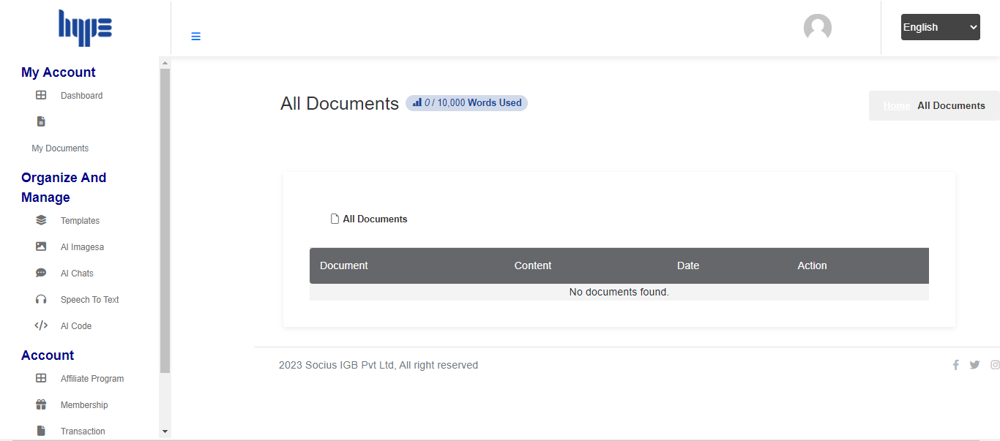 hype
English
My Account
Dashboard
My Documents
Organize And
Manage
Templates
AI Imagesa
AI Chats
Speech To Text
AI Code
Account
Affiliate Program
Membership
Transaction
All Documents
0 / 10,000 Words Used
Home All Documents
All Documents
Document Content Date Action
No documents found.
2023 Socius IGB Pvt Ltd, All right reserved